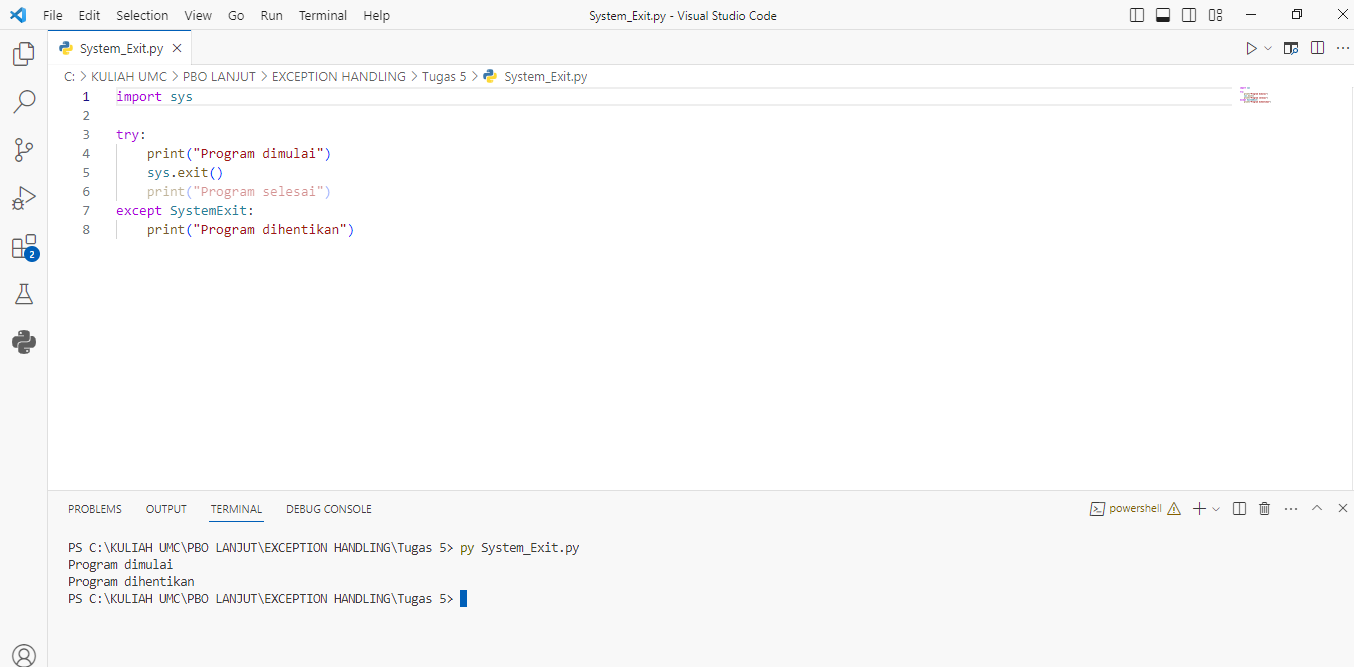 File Edit Selection View Go Run Terminal Help System_Exit.py - Visual Studio Code
System_Exit.py
C: > KULIAH UMC > PBO LANJUT > EXCEPTION HANDLING > Tugas 5 > System_Exit.py
1 import sys
2
3 try:
4     print("Program dimulai")
5     sys.exit()
6     print("Program selesai")
7 except SystemExit:
8     print("Program dihentikan")
2
PROBLEMS OUTPUT TERMINAL DEBUG CONSOLE powershell
PS C:\KULIAH UMC\PBO LANJUT\EXCEPTION HANDLING\Tugas 5> py System_Exit.py
Program dimulai
Program dihentikan
PS C:\KULIAH UMC\PBO LANJUT\EXCEPTION HANDLING\Tugas 5>